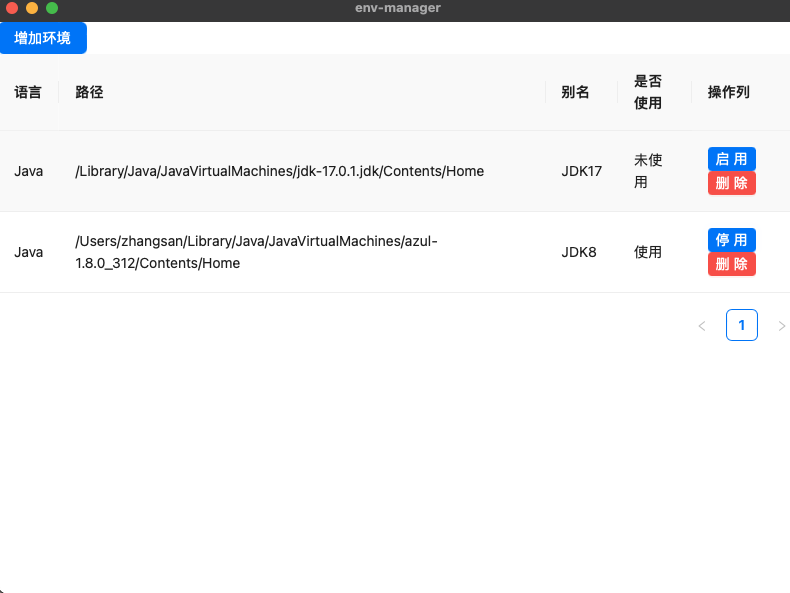 env-manager
增加环境
语言 路径 别名 是否
使用 操作列
Java /Library/Java/JavaVirtualMachines/jdk-17.0.1.jdk/Contents/Home JDK17 未使
用 启 用
删 除
Java /Users/zhangsan/Library/Java/JavaVirtualMachines/azul-
1.8.0_312/Contents/Home JDK8 使用 停 用
删 除
1